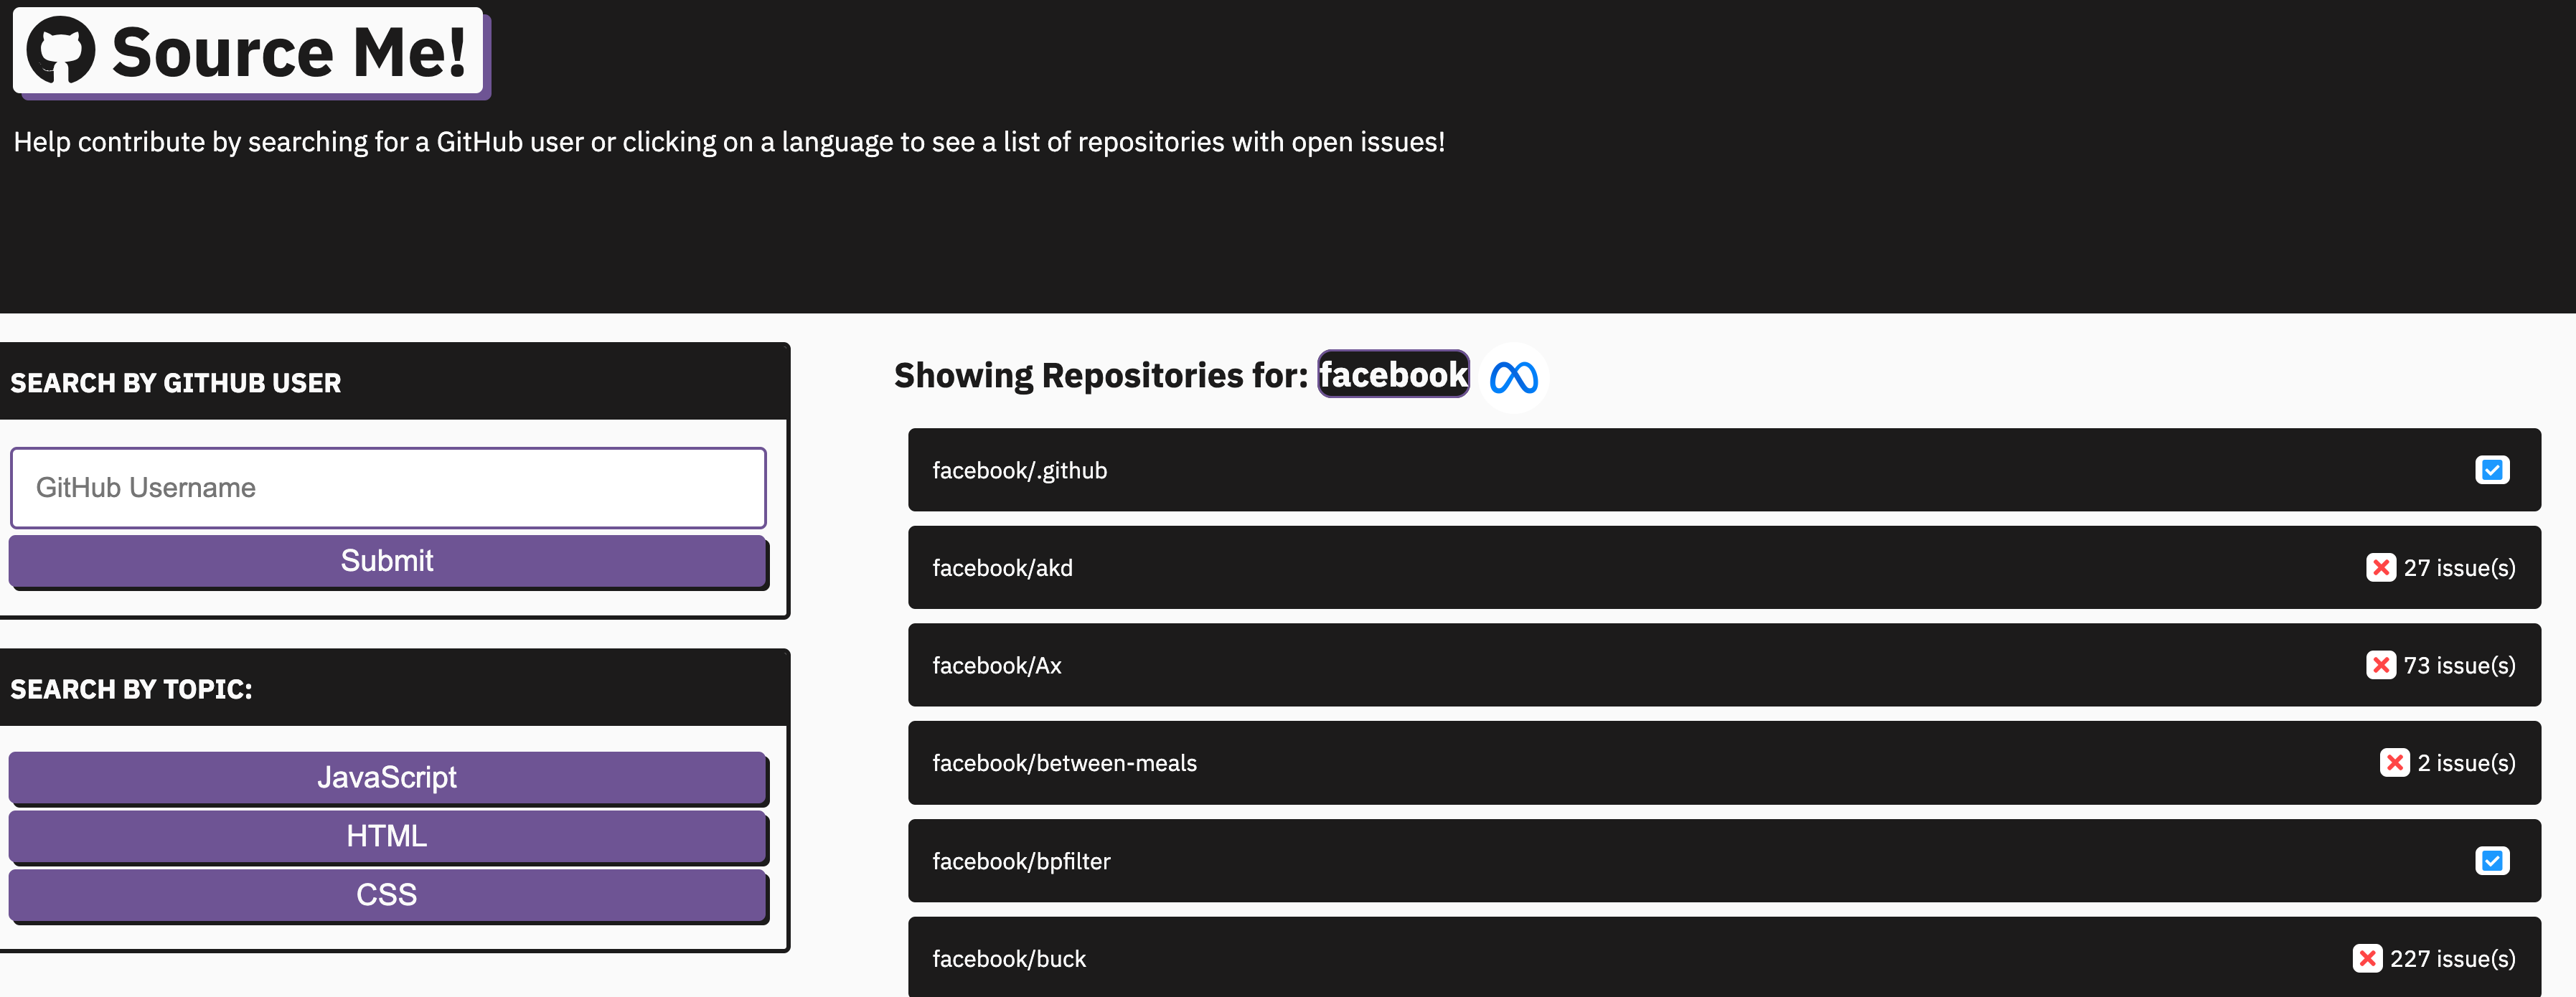 Source Me!
Help contribute by searching for a GitHub user or clicking on a language to see a list of repositories with open issues!
SEARCH BY GITHUB USER
GitHub Username
Submit
SEARCH BY TOPIC:
JavaScript
HTML
CSS
Showing Repositories for: facebook
facebook/.github
facebook/akd 27 issue(s)
facebook/Ax 73 issue(s)
facebook/between-meals 2 issue(s)
facebook/bpfilter
facebook/buck 227 issue(s)